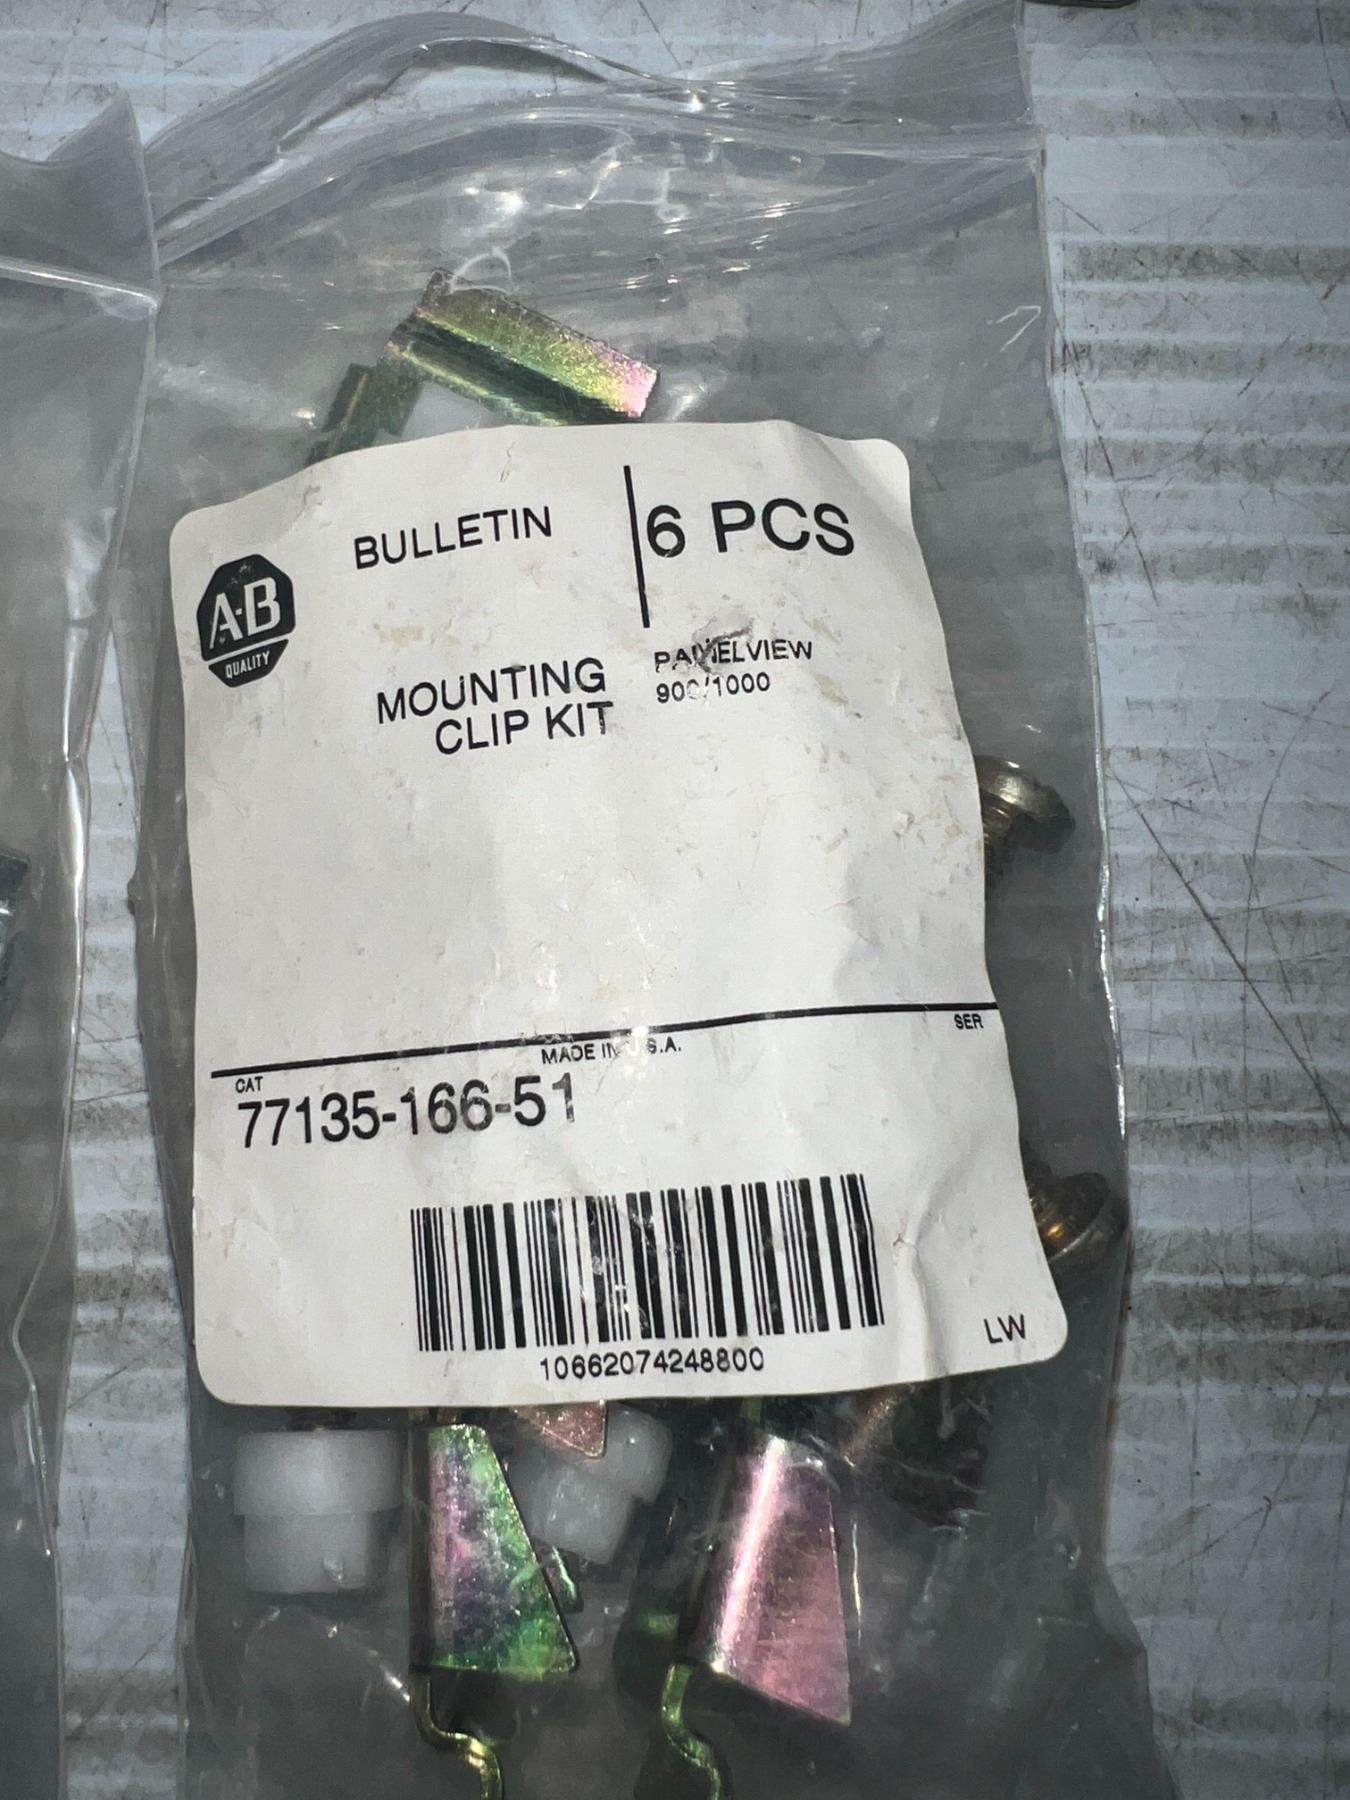 BULLETIN
6 PCS
A-B
QUALITY
MOUNTING
CLIP KIT
PANELVIEW
900/1000
MADE IN U.S.A.
SER
CAT
77135-166-51
10662074248800
LW